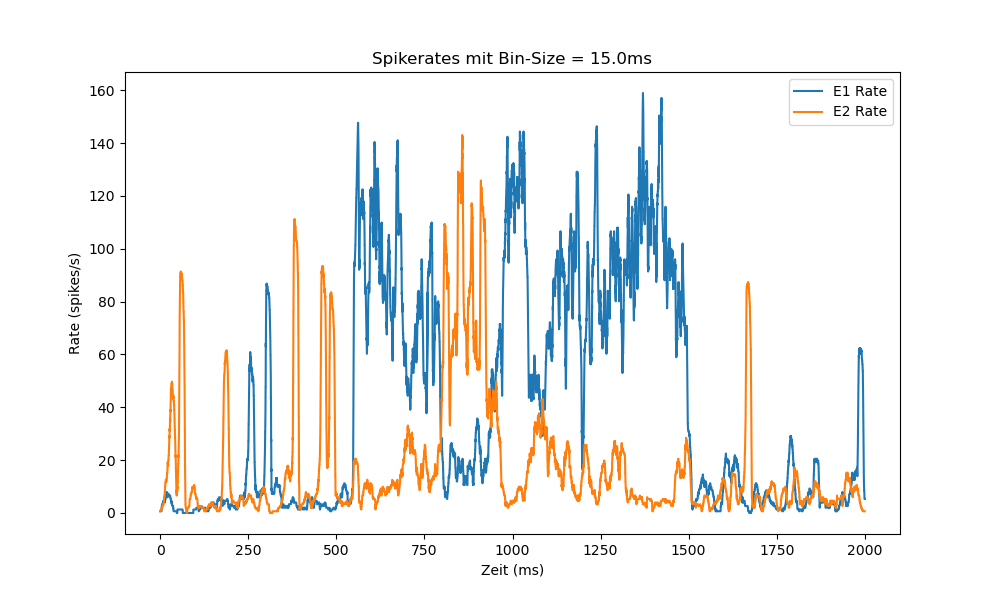 Spikerates mit Bin-Size = 15.0ms
E1 Rate
E2 Rate
160
140
120
100
80
60
40
20
0
Rate (spikes/s)
0 250 500 750 1000 1250 1500 1750 2000
Zeit (ms)